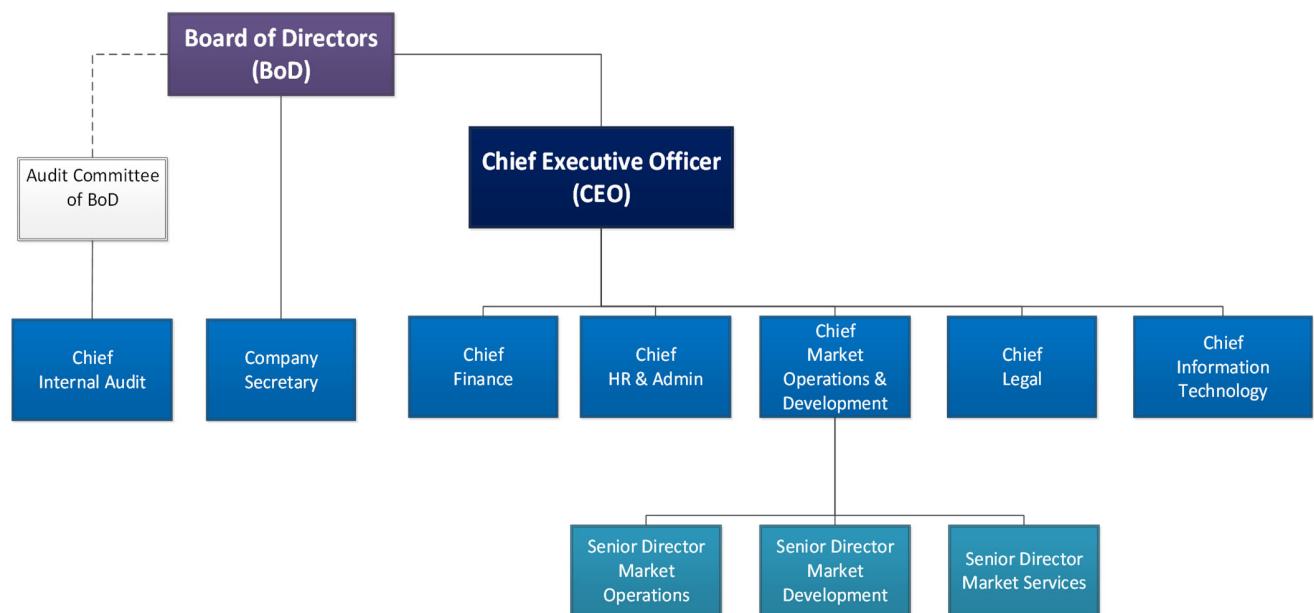 Board of Directors
(BoD)
Audit Committee
of BoD
Chief Executive Officer
(CEO)
Chief
Internal Audit
Company
Secretary
Chief
Finance
Chief
HR & Admin
Chief
Market
Operations &
Development
Chief
Legal
Chief
Information
Technology
Senior Director
Market
Operations
Senior Director
Market
Development
Senior Director
Market Services